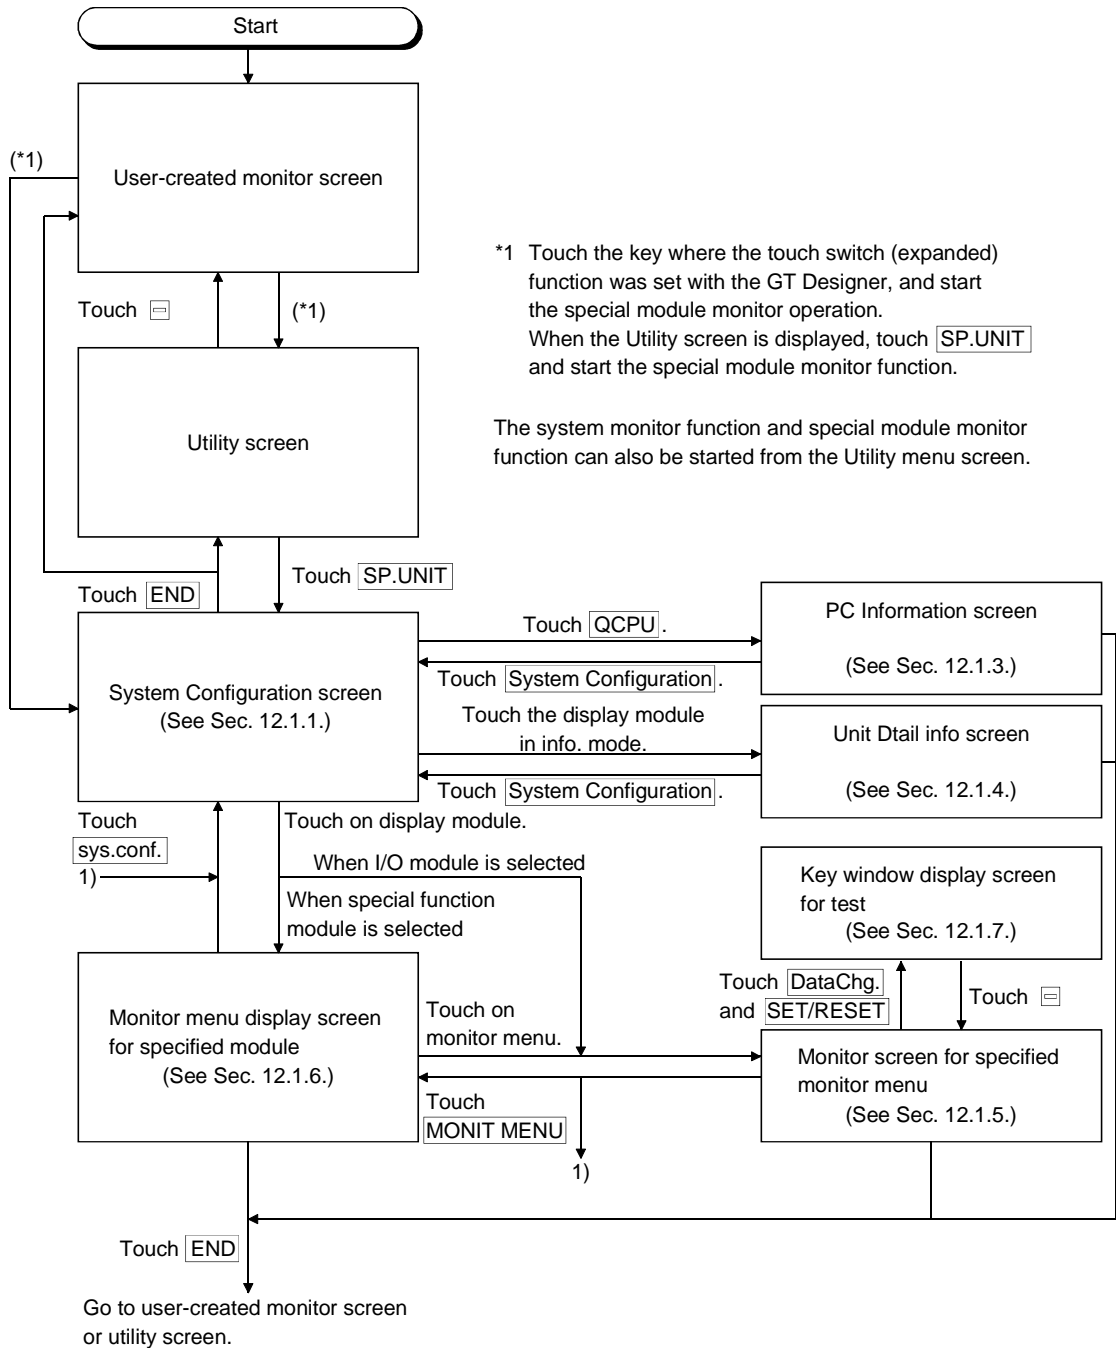 Start
User-created monitor screen
(*1)
*1 Touch the key where the touch switch (expanded)
function was set with the GT Designer, and start
the special module monitor operation.
When the Utility screen is displayed, touch SP.UNIT
and start the special module monitor function.
Touch
(*1)
The system monitor function and special module monitor
function can also be started from the Utility menu screen.
Utility screen
Touch SP.UNIT
Touch END
System Configuration screen
(See Sec. 12.1.1.)
Touch QCPU.
Touch System Configuration.
PC Information screen
(See Sec. 12.1.3.)
Touch the display module
in info. mode.
Touch System Configuration.
Unit Dtail info screen
(See Sec. 12.1.4.)
Touch
sys.conf.
1)
Touch on display module.
When I/O module is selected
When special function
module is selected
Key window display screen
for test
(See Sec. 12.1.7.)
Touch DataChg.
and SET/RESET
Touch
Monitor menu display screen
for specified module
(See Sec. 12.1.6.)
Touch on
monitor menu.
Touch
MONIT MENU
1)
Monitor screen for specified
monitor menu
(See Sec. 12.1.5.)
Touch END
Go to user-created monitor screen
or utility screen.